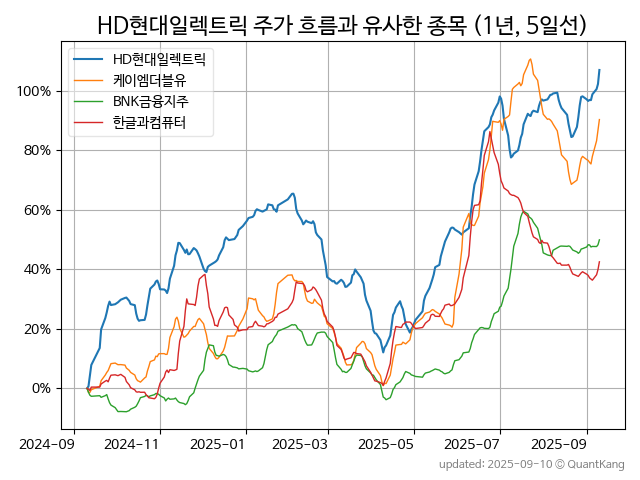 HD현대일렉트릭 주가 흐름과 유사한 종목 (1년, 5일선)
HD현대일렉트릭
케이엠더블유
BNK금융지주
한글과컴퓨터
100%
80%
60%
40%
20%
0%
2024-09 2024-11 2025-01 2025-03 2025-05 2025-07 2025-09
updated: 2025-09-10 © QuantKang